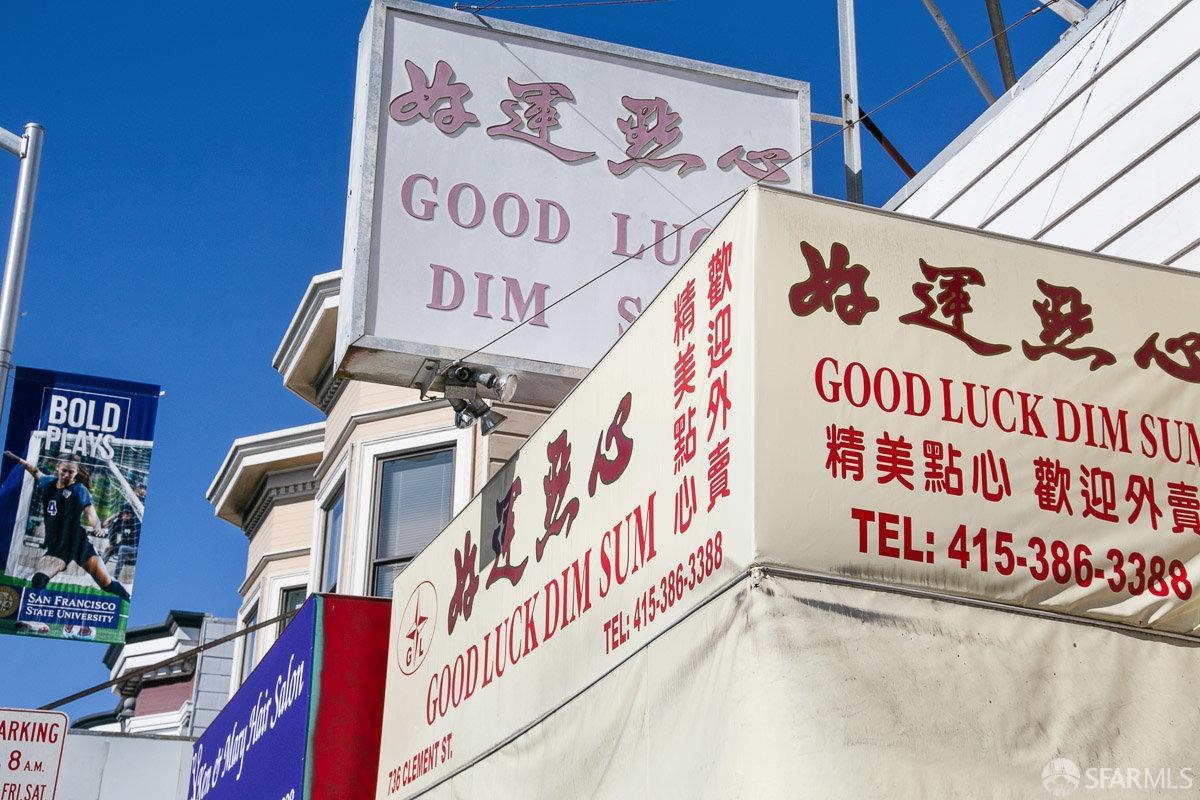 好運點心
GOOD LUC
DIM S
好運點心
GOOD LUCK DIM SUM
精美點心 歡迎外賣
TEL: 415-386-3388
歡迎外賣
精美點心
好運點心
GOOD LUCK DIM SUM
TEL: 415-386-3388
G L
736 CLEMENT ST.
& Mary Hair Salon
BOLD
PLAYS
4
SAN FRANCISCO
STATE UNIVERSITY
ARKING
8 A.M.
FRI, SAT
SFARMLS